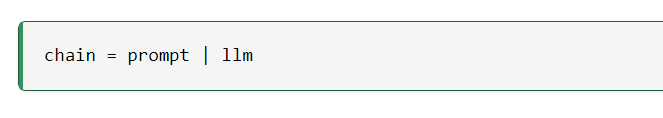 chain = prompt | llm